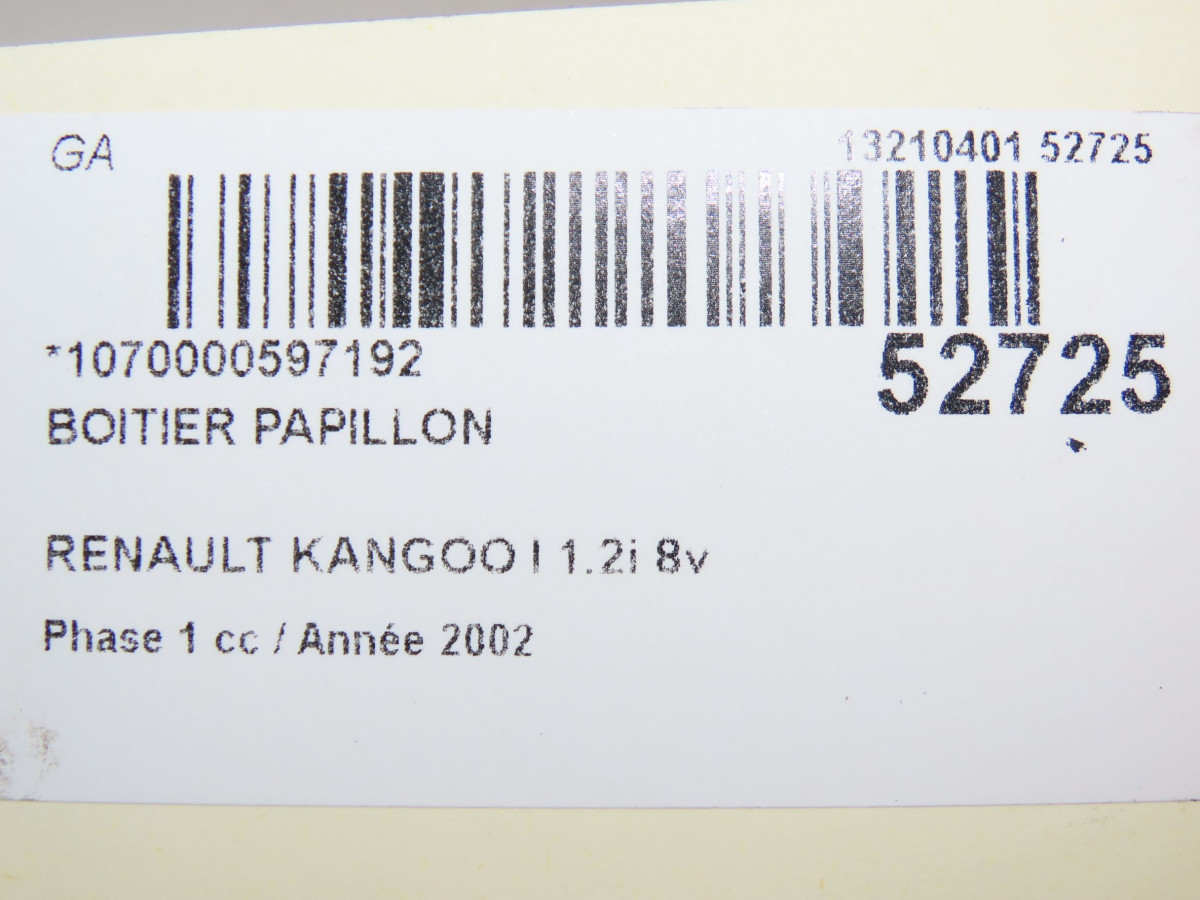 GA
13210401 52725
*1070000597192
52725
BOITIER PAPILLON
RENAULT KANGOO I 1.2i 8v
Phase 1 cc / Année 2002